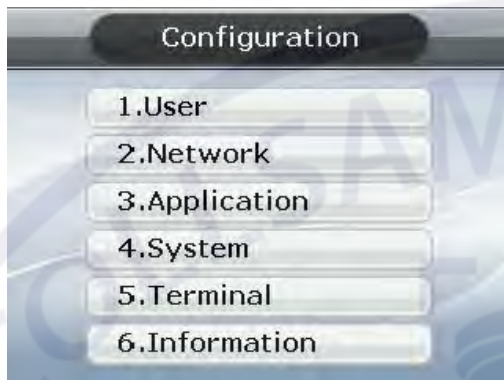 Configuration
1.User
2.Network
3.Application
4.System
5.Terminal
6.Information